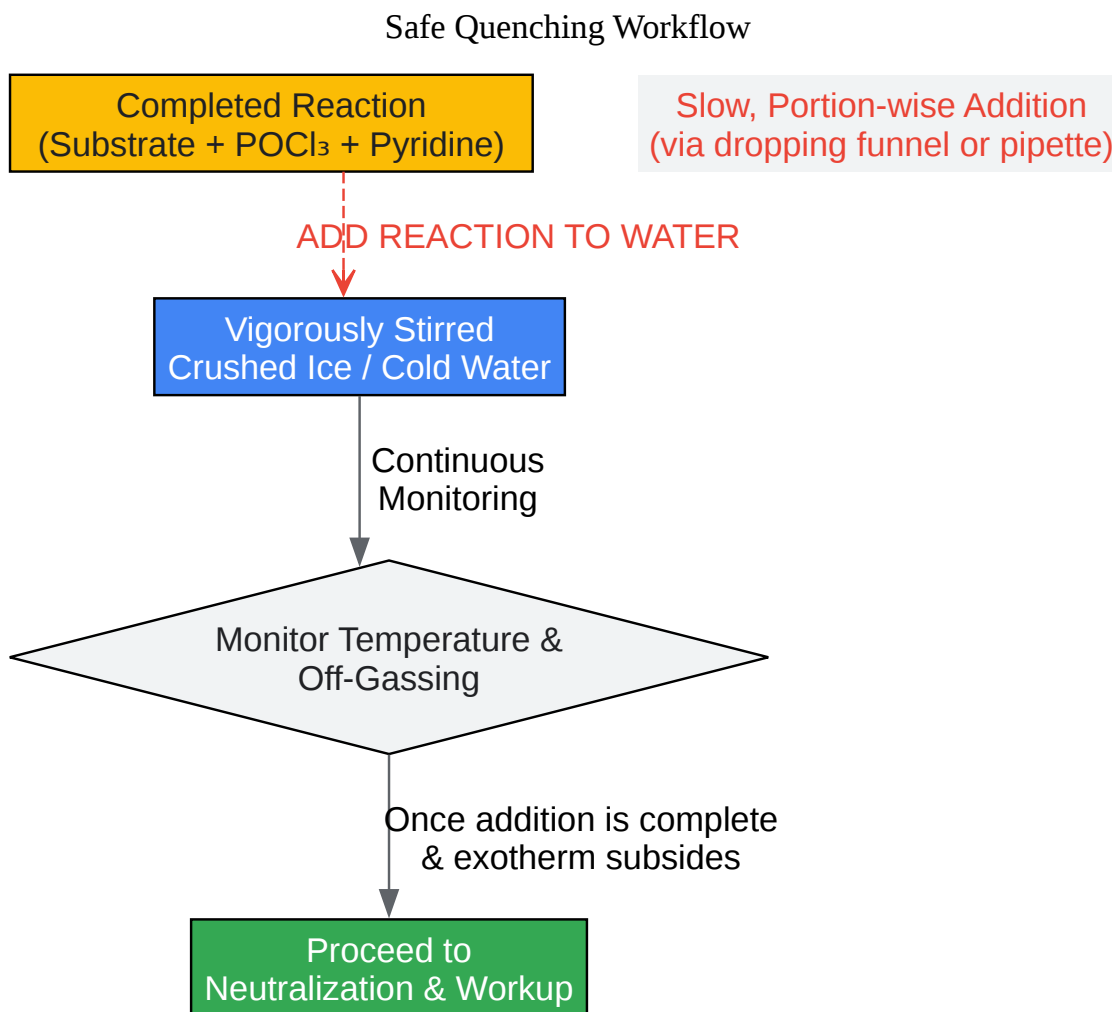 Safe Quenching Workflow
Completed Reaction
(Substrate + POCl₃ + Pyridine)
Slow, Portion-wise Addition
(via dropping funnel or pipette)
ADD REACTION TO WATER
Vigorously Stirred
Crushed Ice / Cold Water
Continuous
Monitoring
Monitor Temperature &
Off-Gassing
Once addition is complete
& exotherm subsides
Proceed to
Neutralization & Workup